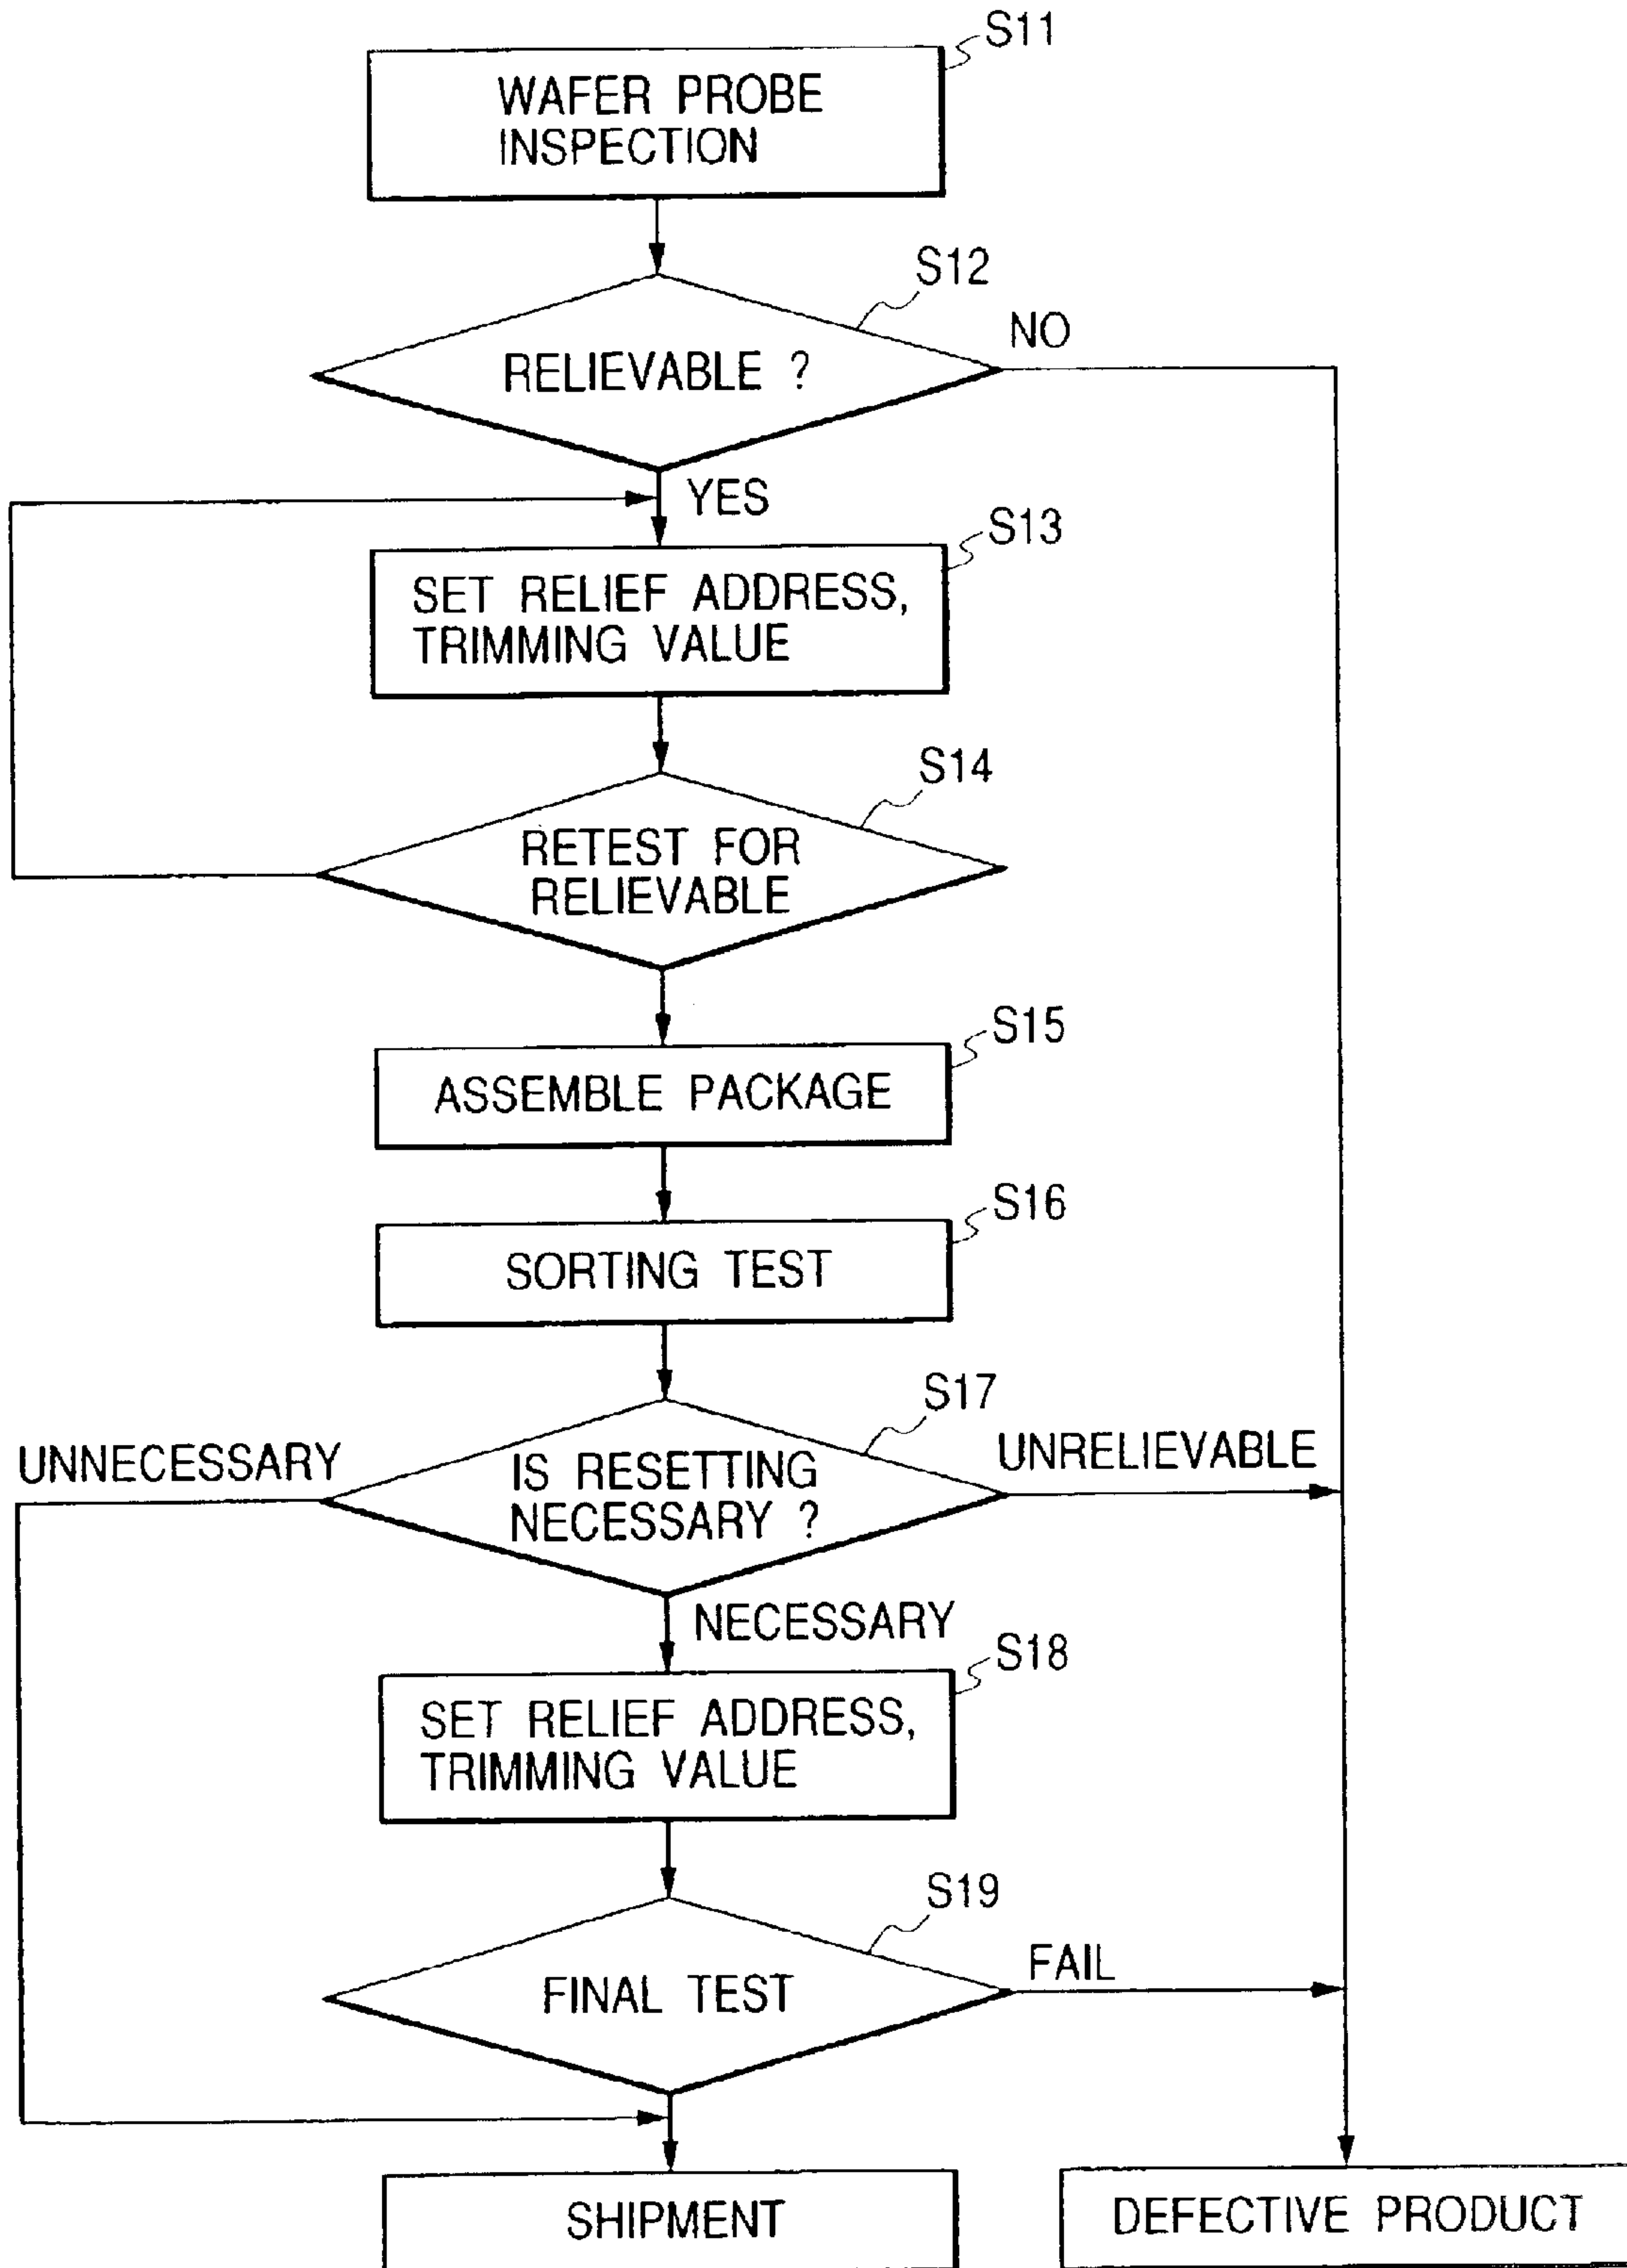 S11
WAFER PROBE
INSPECTION
S12
NO
RELIEVABLE ?
YES
S13
SET RELIEF ADDRESS,
TRIMMING VALUE
S14
RETEST FOR
RELIEVABLE
S15
ASSEMBLE PACKAGE
S16
SORTING TEST
S17
UNNECESSARY
IS RESETTING
NECESSARY ?
UNRELIEVABLE
NECESSARY
S18
SET RELIEF ADDRESS,
TRIMMING VALUE
S19
FINAL TEST
FAIL
SHIPMENT
DEFECTIVE PRODUCT